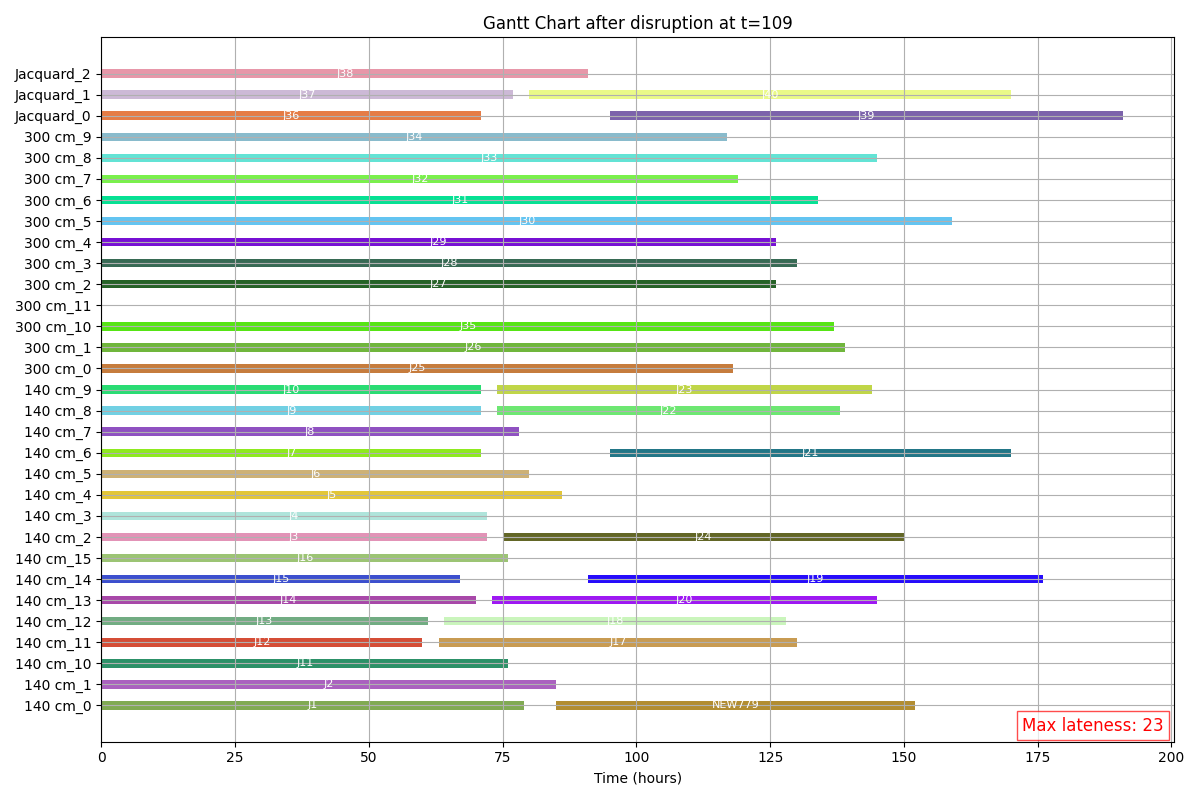 Gantt Chart after disruption at t=109
Jacquard_2 J38
Jacquard_1 J37
Jacquard_0 J36 J39
300 cm_9 J34
300 cm_8 J33
300 cm_7 J32
300 cm_6 J31
300 cm_5 J30
300 cm_4 J29
300 cm_3 J28
300 cm_2 J27
300 cm_11
300 cm_10 J35
300 cm_1 J26
300 cm_0 J25
140 cm_9 J10 J23
140 cm_8 J9 J22
140 cm_7 J8
140 cm_6 J7 J21
140 cm_5 J6
140 cm_4 J5
140 cm_3 J4
140 cm_2 J3 J24
140 cm_15 J16
140 cm_14 J15 J19
140 cm_13 J14 J20
140 cm_12 J13 J18
140 cm_11 J12 J17
140 cm_10 J11
140 cm_1 J2
140 cm_0 J1 NEW779
Max lateness: 23
0 25 50 75 100 125 150 175 200
Time (hours)